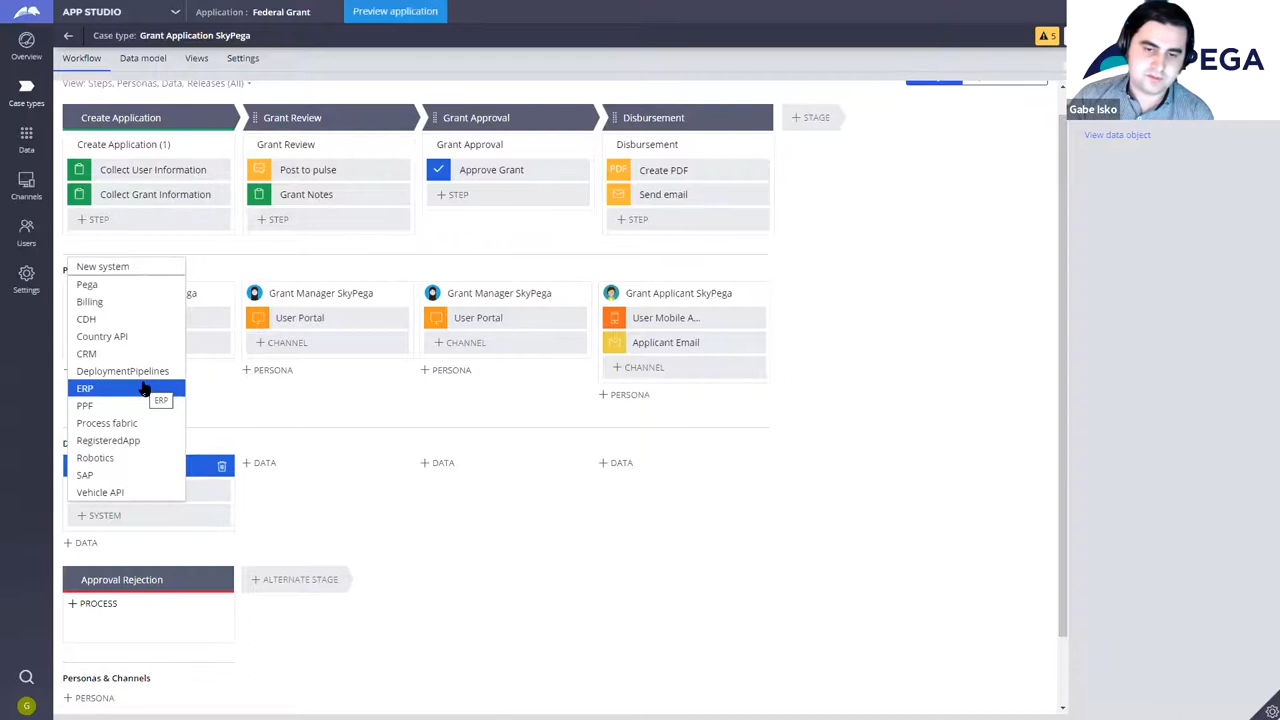 APP STUDIO
Application : Federal Grant
Preview application
Case type: Grant Application SkyPega
5
Overview
Case types
Data
Channels
Users
Settings
G
Workflow
Data model
Views
Settings
View: Steps, Personas, Data, Releases (All)
Create Application
Grant Review
Grant Approval
Disbursement
+ STAGE
Create Application (1)
Grant Review
Grant Approval
Disbursement
Collect User Information
Post to pulse
Approve Grant
PDF Create PDF
Collect Grant Information
Grant Notes
+ STEP
Send email
+ STEP
+ STEP
+ STEP
New system
Pega
Billing
CDH
Country API
CRM
DeploymentPipelines
ERP
ERP
PPF
Process fabric
RegisteredApp
Robotics
SAP
Vehicle API
Grant Manager SkyPega
Grant Manager SkyPega
Grant Applicant SkyPega
User Portal
User Portal
User Mobile A...
+ CHANNEL
+ CHANNEL
Applicant Email
+ CHANNEL
+ PERSONA
+ PERSONA
+ PERSONA
+ DATA
+ DATA
+ DATA
+ SYSTEM
+ DATA
Approval Rejection
+ ALTERNATE STAGE
+ PROCESS
Personas & Channels
+ PERSONA
PEGA
Gabe Isko
View data object